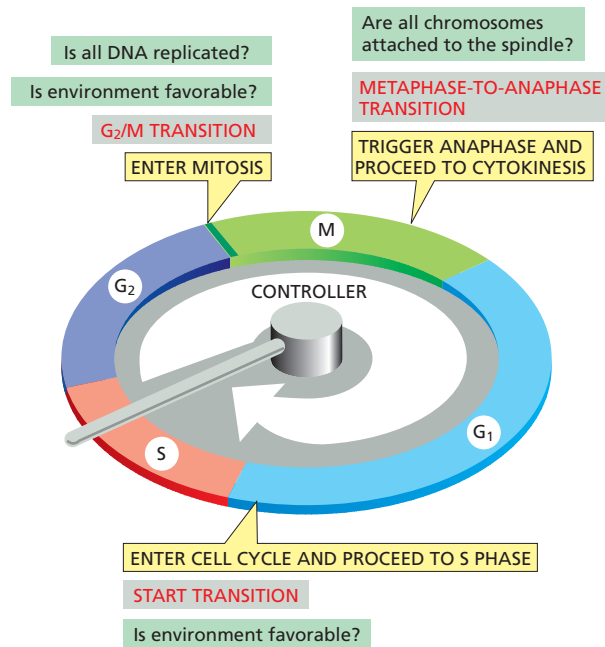 Is all DNA replicated?
Is environment favorable?
G₂/M TRANSITION
ENTER MITOSIS
Are all chromosomes
attached to the spindle?
METAPHASE-TO-ANAPHASE
TRANSITION
TRIGGER ANAPHASE AND
PROCEED TO CYTOKINESIS
M
G₂
CONTROLLER
G₁
S
ENTER CELL CYCLE AND PROCEED TO S PHASE
START TRANSITION
Is environment favorable?